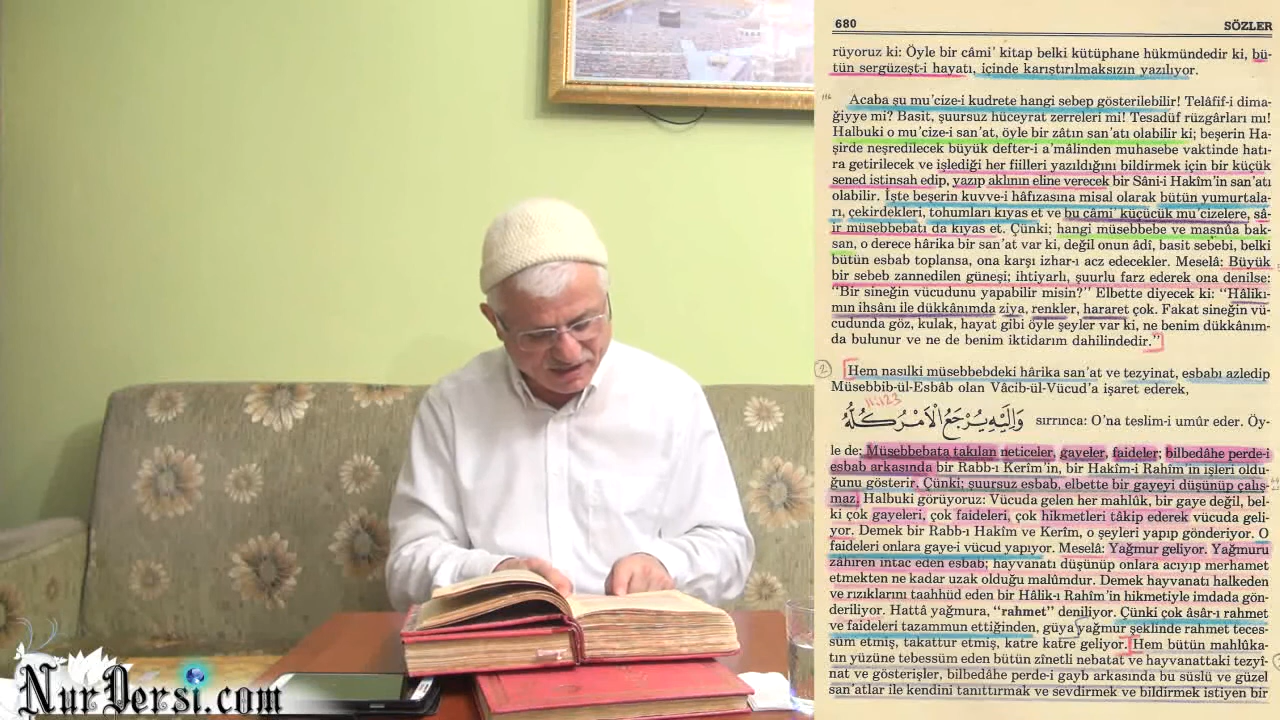 680 SÖZLER
rüyoruz ki: Öyle bir câmi' kitap belki kütüphane hükmündedir ki, bü-
tün sergüzeşt-i hayatı, içinde karıştırılmaksızın yazılıyor.
Acaba şu mu'cize-i kudrete hangi sebep gösterilebilir! Telâfif-i dima-
ğiyye mi? Basit, şuursuz hüceyrat zerreleri mi! Tesadüf rüzgârları mı!
Halbuki o mu'cize-i san'at, öyle bir zâtın san'atı olabilir ki; beşerin Ha-
şirde neşredilecek büyük defter-i a'mâlinden muhasebe vaktinde hatı-
ra getirilecek ve işlediği her fiilleri yazıldığını bildirmek için bir küçük
sened istinsah edip, yazıp aklının eline verecek bir Sâni-i Hakîm'in san'atı
olabilir. İşte beşerin kuvve-i hâfızasına misal olarak bütün yumurtala-
rı, çekirdekleri, tohumları kıyas et ve bu câmi' küçücük mu'cizelere, sâ-
ir müsebbebatı da kıyas et. Çünki; hangi müsebbebe ve masnûa bak-
san, o derece hârika bir san'at var ki, değil onun âdi, basit sebebi, belki
bütün esbab toplansa, ona karşı izhar-ı acz edecekler. Meselâ: Büyük
bir sebeb zannedilen güneşi; ihtiyarlı, şuurlu farz ederek ona denilse:
"Bir sineğin vücudunu yapabilir misin?" Elbette diyecek ki: "Hâlikı-
mın ihsânı ile dükkânımda ziya, renkler, hararet çok. Fakat sineğin vü-
cudunda göz, kulak, hayat gibi öyle şeyler var ki, ne benim dükkânım-
da bulunur ve ne de benim iktidarım dahilindedir."
2 Hem nasılki müsebbebdeki hârika san'at ve tezyinat, esbabı azledip
Müsebbib-ül-Esbâb olan Vâcib-ül-Vücud'a işaret ederek,
11:123
وَاِلَيْهِ يُرْجَعُ الْاَمْرُ كُلُّهُ sırrınca: O'na teslim-i umûr eder. Öy-
le de; Müsebbebata takılan neticeler, gayeler, faideler; bilbedâhe perde-i
esbab arkasında bir Rabb-ı Kerîm'in, bir Hakîm-i Rahîm'in işleri oldu-
ğunu gösterir. Çünki; şuursuz esbab, elbette bir gayeyi düşünüp çalış-
maz. Halbuki görüyoruz: Vücuda gelen her mahlûk, bir gaye değil, bel-
ki çok gayeleri, çok faideleri, çok hikmetleri tâkip ederek vücuda geli-
yor. Demek bir Rabb-ı Hakîm ve Kerîm, o şeyleri yapıp gönderiyor. O
faideleri onlara gaye-i vücud yapıyor. Meselâ: Yağmur geliyor. Yağmuru
zâhiren intac eden esbab; hayvanatı düşünüp onlara acıyıp merhamet
etmekten ne kadar uzak olduğu malûmdur. Demek hayvanatı halkeden
ve rızıklarını taahhüd eden bir Hâlik-ı Rahîm'in hikmetiyle imdada gön-
deriliyor. Hattâ yağmura, "rahmet" deniliyor. Çünki çok âsâr-ı rahmet
ve faideleri tazammun ettiğinden, güya yağmur şeklinde rahmet teces-
süm etmiş, takattur etmiş, katre katre geliyor. Hem bütün mahlûka-
ın yüzüne tebessüm eden bütün zînetli nebatat ve hayvanattaki tezyî-
nat ve gösterişler, bilbedâhe perde-i gayb arkasında bu süslü ve güzel
san'atlar ile kendini tanıttırmak ve sevdirmek ve bildirmek istiyen bir
NurDersi.com